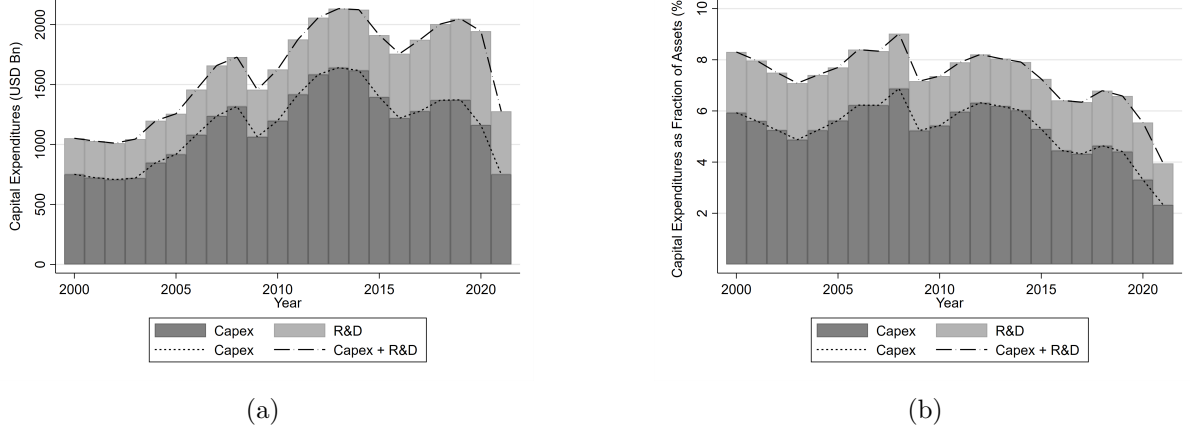 Capital Expenditures (USD Bn)
2000
1500
1000
500
0
2000 2005 2010 2015 2020
Year
Capex R&D
Capex Capex + R&D
(a)
Capital Expenditures as Fraction of Assets (%
10
8
6
4
2
2000 2005 2010 2015 2020
Year
Capex R&D
Capex Capex + R&D
(b)